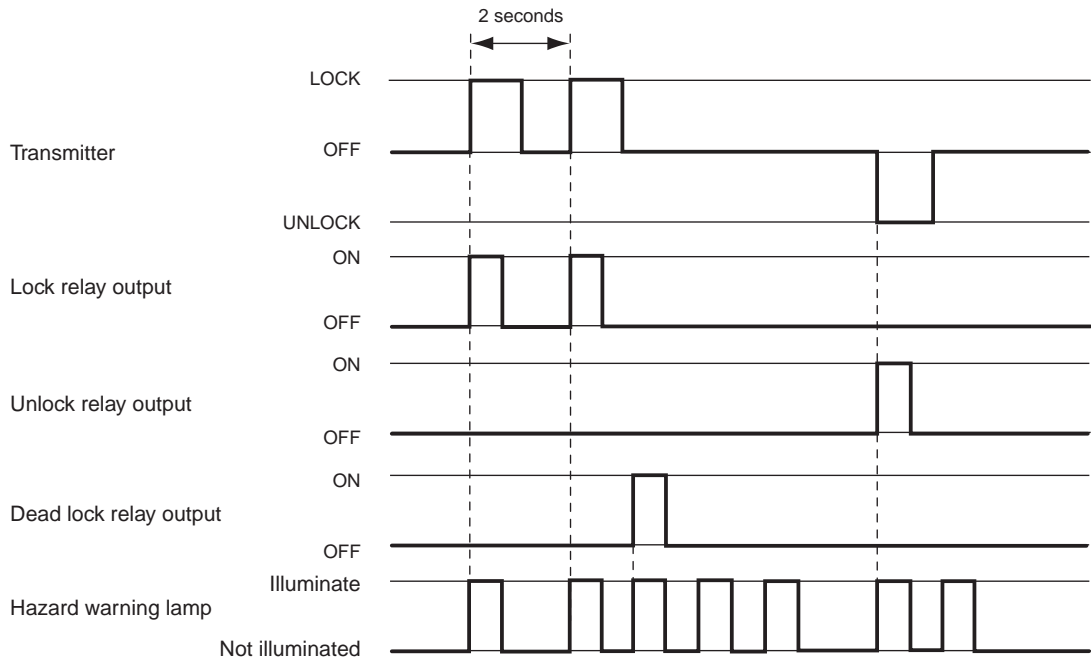 2 seconds
LOCK
Transmitter
OFF
UNLOCK
ON
Lock relay output
OFF
ON
Unlock relay output
OFF
ON
Dead lock relay output
OFF
Illuminate
Hazard warning lamp
Not illuminated